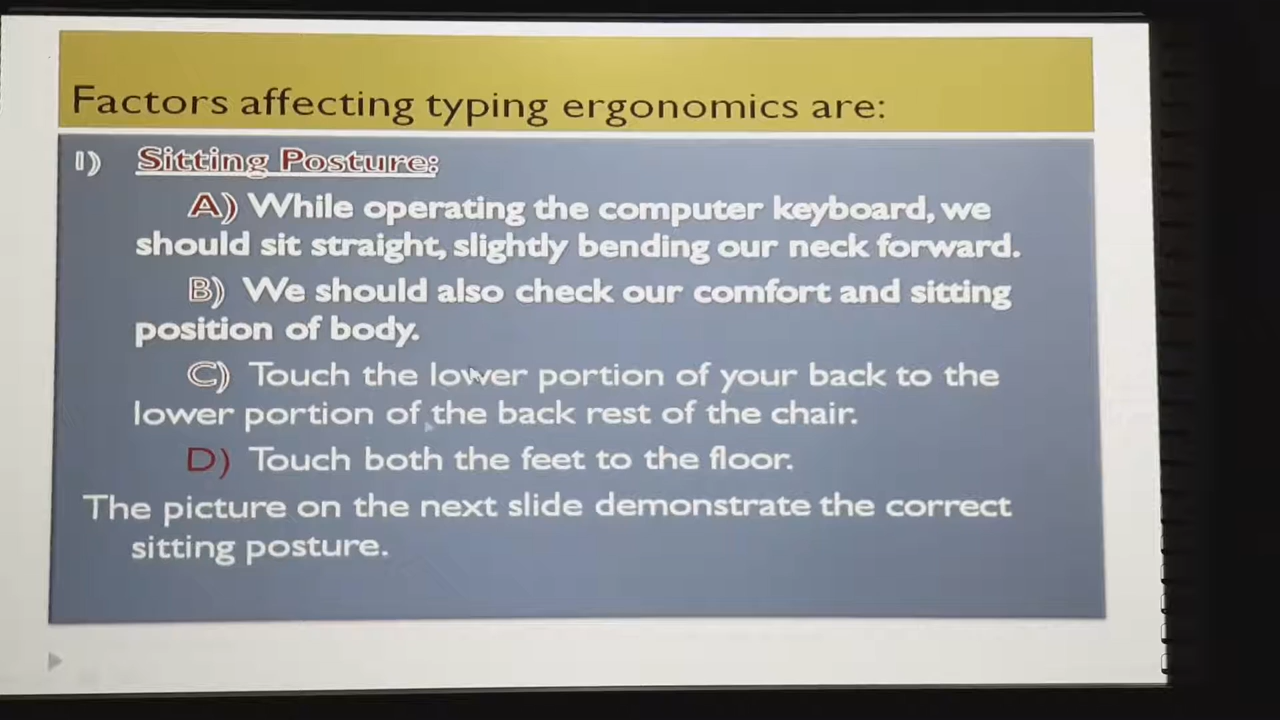 Factors affecting typing ergonomics are:
1) Sitting Posture:
A) While operating the computer keyboard, we
should sit straight, slightly bending our neck forward.
B) We should also check our comfort and sitting
position of body.
C) Touch the lower portion of your back to the
lower portion of the back rest of the chair.
D) Touch both the feet to the floor.
The picture on the next slide demonstrate the correct
sitting posture.